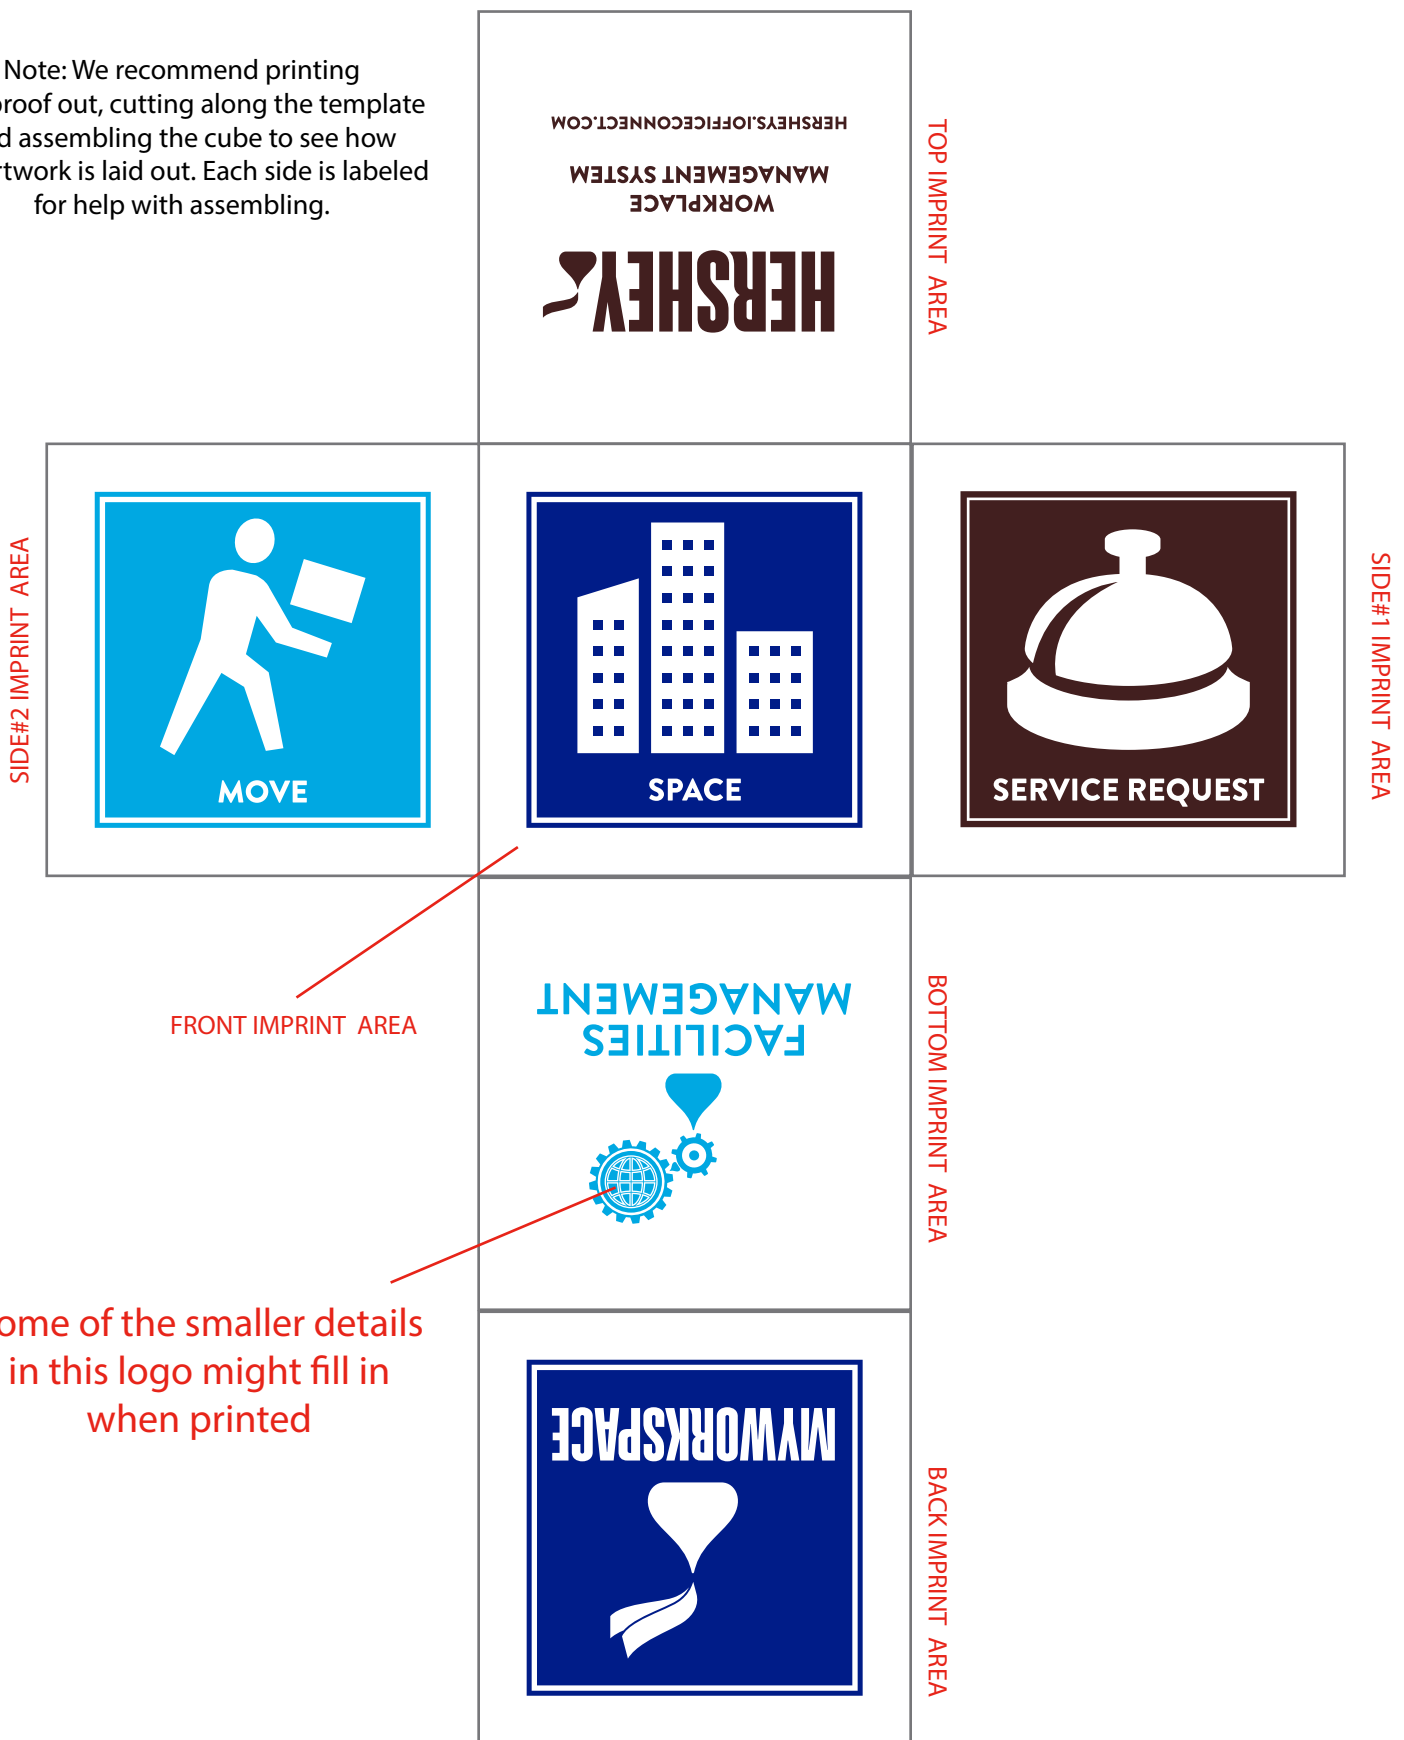 Note: We recommend printing
proof out, cutting along the template
d assembling the cube to see how
rtwork is laid out. Each side is labeled
for help with assembling.
HERSHEY
WORKPLACE
MANAGEMENT SYSTEM
HERSHEYS.IOFFICECONNECT.COM
TOP IMPRINT AREA
SIDE#2 IMPRINT AREA
MOVE
SPACE
SERVICE REQUEST
SIDE#1 IMPRINT AREA
FRONT IMPRINT AREA
FACILITIES
MANAGEMENT
BOTTOM IMPRINT AREA
ome of the smaller details
in this logo might fill in
when printed
MYWORKSPACE
BACK IMPRINT AREA